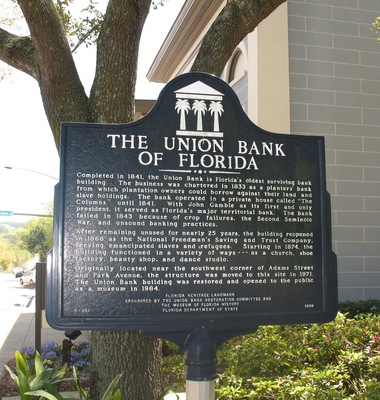 THE UNION BANK
OF FLORIDA
Completed in 1841, the Union Bank is Florida's oldest surviving bank
building. The business was chartered in 1833 as a planters' bank
from which plantation owners could borrow against their land and
slave holdings. The bank operated in a private house called "The
Columns" until 1841. With John Gamble as its first and only
president, it served as Florida's major territorial bank. The bank
failed in 1843 because of crop failures, the Second Seminole
War, and unsound banking practices.
After remaining unused for nearly 25 years, the building reopened
in 1868 as the National Freedman's Saving and Trust Company,
serving emancipated slaves and refugees. Starting in 1874, the
building functioned in a variety of ways --- as a church, shoe
factory, beauty shop, and dance studio.
Originally located near the southwest corner of Adams Street
and Park Avenue, the structure was moved to this site in 1971.
The Union Bank building was restored and opened to the public
as a museum in 1984.
FLORIDA HERITAGE LANDMARK
SPONSORED BY THE UNION BANK RESTORATION COMMITTEE AND
THE MUSEUM OF FLORIDA HISTORY
F-391 FLORIDA DEPARTMENT OF STATE 1998